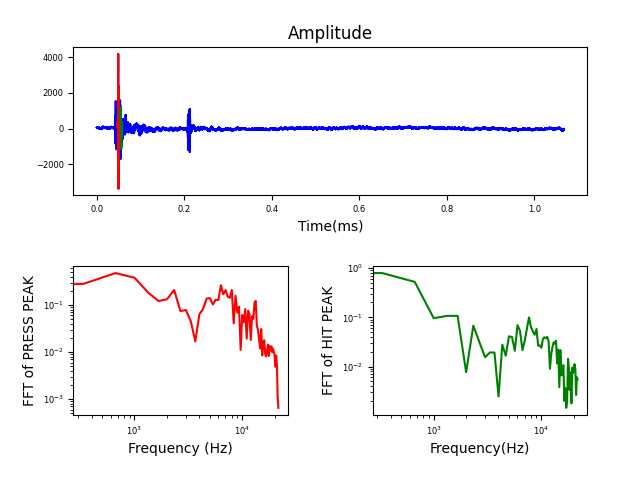 Amplitude
4000
2000
0
−2000
0.0 0.2 0.4 0.6 0.8 1.0
Time(ms)
FFT of PRESS PEAK
10⁻¹
10⁻²
10⁻³
10³ 10⁴
Frequency (Hz)
FFT of HIT PEAK
10⁰
10⁻¹
10⁻²
10³ 10⁴
Frequency(Hz)